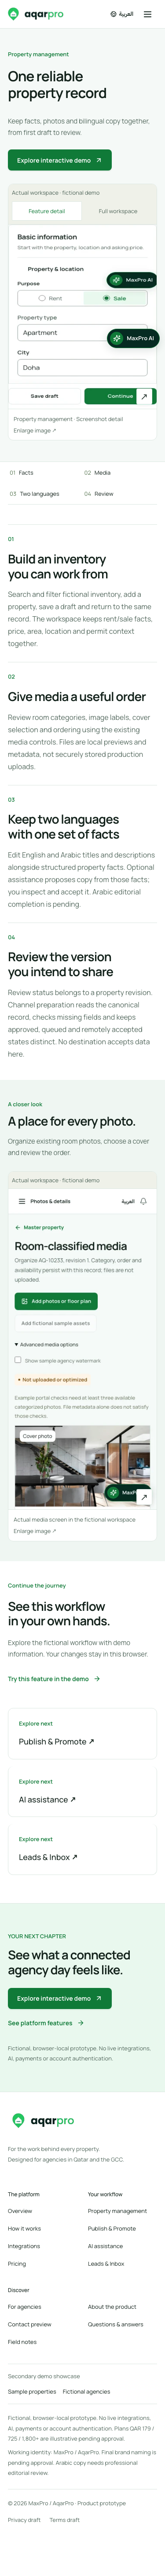 aqarpro
العربية
Property management
One reliable
property record
Keep facts, photos and bilingual copy together,
from first draft to review.
Explore interactive demo ↗
Actual workspace · fictional demo
Feature detail
Full workspace
Basic information
Start with the property, location and asking price.
Property & location
Purpose
MaxPro AI
Rent
Sale
Property type
Apartment
MaxPro AI
City
Doha
Save draft
Continue
Property management · Screenshot detail
Enlarge image ↗
01 Facts
02 Media
03 Two languages
04 Review
01
Build an inventory
you can work from
Search and filter fictional inventory, add a
property, save a draft and return to the same
record. The workspace keeps rent/sale facts,
price, area, location and permit context
together.
02
Give media a useful order
Review room categories, image labels, cover
selection and ordering using the existing
media controls. Files are local previews and
metadata, not securely stored production
uploads.
03
Keep two languages
with one set of facts
Edit English and Arabic titles and descriptions
alongside structured property facts. Optional
assistance proposes copy from those facts;
you inspect and accept it. Arabic editorial
completion is pending.
04
Review the version
you intend to share
Review status belongs to a property revision.
Channel preparation reads the canonical
record, checks missing fields and keeps
approved, queued and remotely accepted
states distinct. No destination accepts data
here.
A closer look
A place for every photo.
Organize existing room photos, choose a cover
and review the order.
Actual workspace · fictional demo
Photos & details
العربية
← Master property
Room-classified media
Organize AG-10233, revision 1. Category, order and
availability persist with this record; files are not
uploaded.
Add photos or floor plan
Add fictional sample assets
▼ Advanced media options
Show sample agency watermark
Not uploaded or optimized
Example portal checks need at least three available
categorized photos. File metadata alone does not satisfy
those checks.
Cover photo
Actual media screen in the fictional workspace
Enlarge image ↗
Continue the journey
See this workflow
in your own hands.
Explore the fictional workflow with demo
information. Your changes stay in this browser.
Try this feature in the demo →
Explore next
Publish & Promote ↗
Explore next
AI assistance ↗
Explore next
Leads & Inbox ↗
YOUR NEXT CHAPTER
See what a connected
agency day feels like.
Explore interactive demo ↗
See platform features →
Fictional, browser-local prototype. No live integrations,
AI, payments or account authentication.
aqarpro
For the work behind every property.
Designed for agencies in Qatar and the GCC.
The platform
Your workflow
Overview
Property management
How it works
Publish & Promote
Integrations
AI assistance
Pricing
Leads & Inbox
Discover
For agencies
About the product
Content preview
Questions & answers
Field notes
Secondary demo showcase
Sample properties
Fictional agencies
Fictional, browser-local prototype. No live integrations,
AI, payments or account authentication. Plans QAR 179 /
725 / 1,800+ are illustrative pending approval.
Working identity: MaxPro / AqarPro. Final brand naming is
pending approval. Arabic copy needs professional
editorial review.
© 2026 MaxPro / AqarPro · Product prototype
Privacy draft
Terms draft